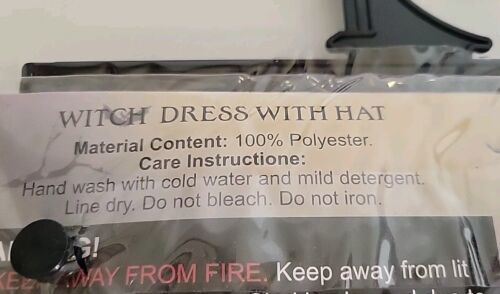 WITCH DRESS WITH HAT
Material Content: 100% Polyester.
Care Instructione:
Hand wash with cold water and mild detergent.
Line dry. Do not bleach. Do not iron.
G!
AWAY FROM FIRE. Keep away from lit